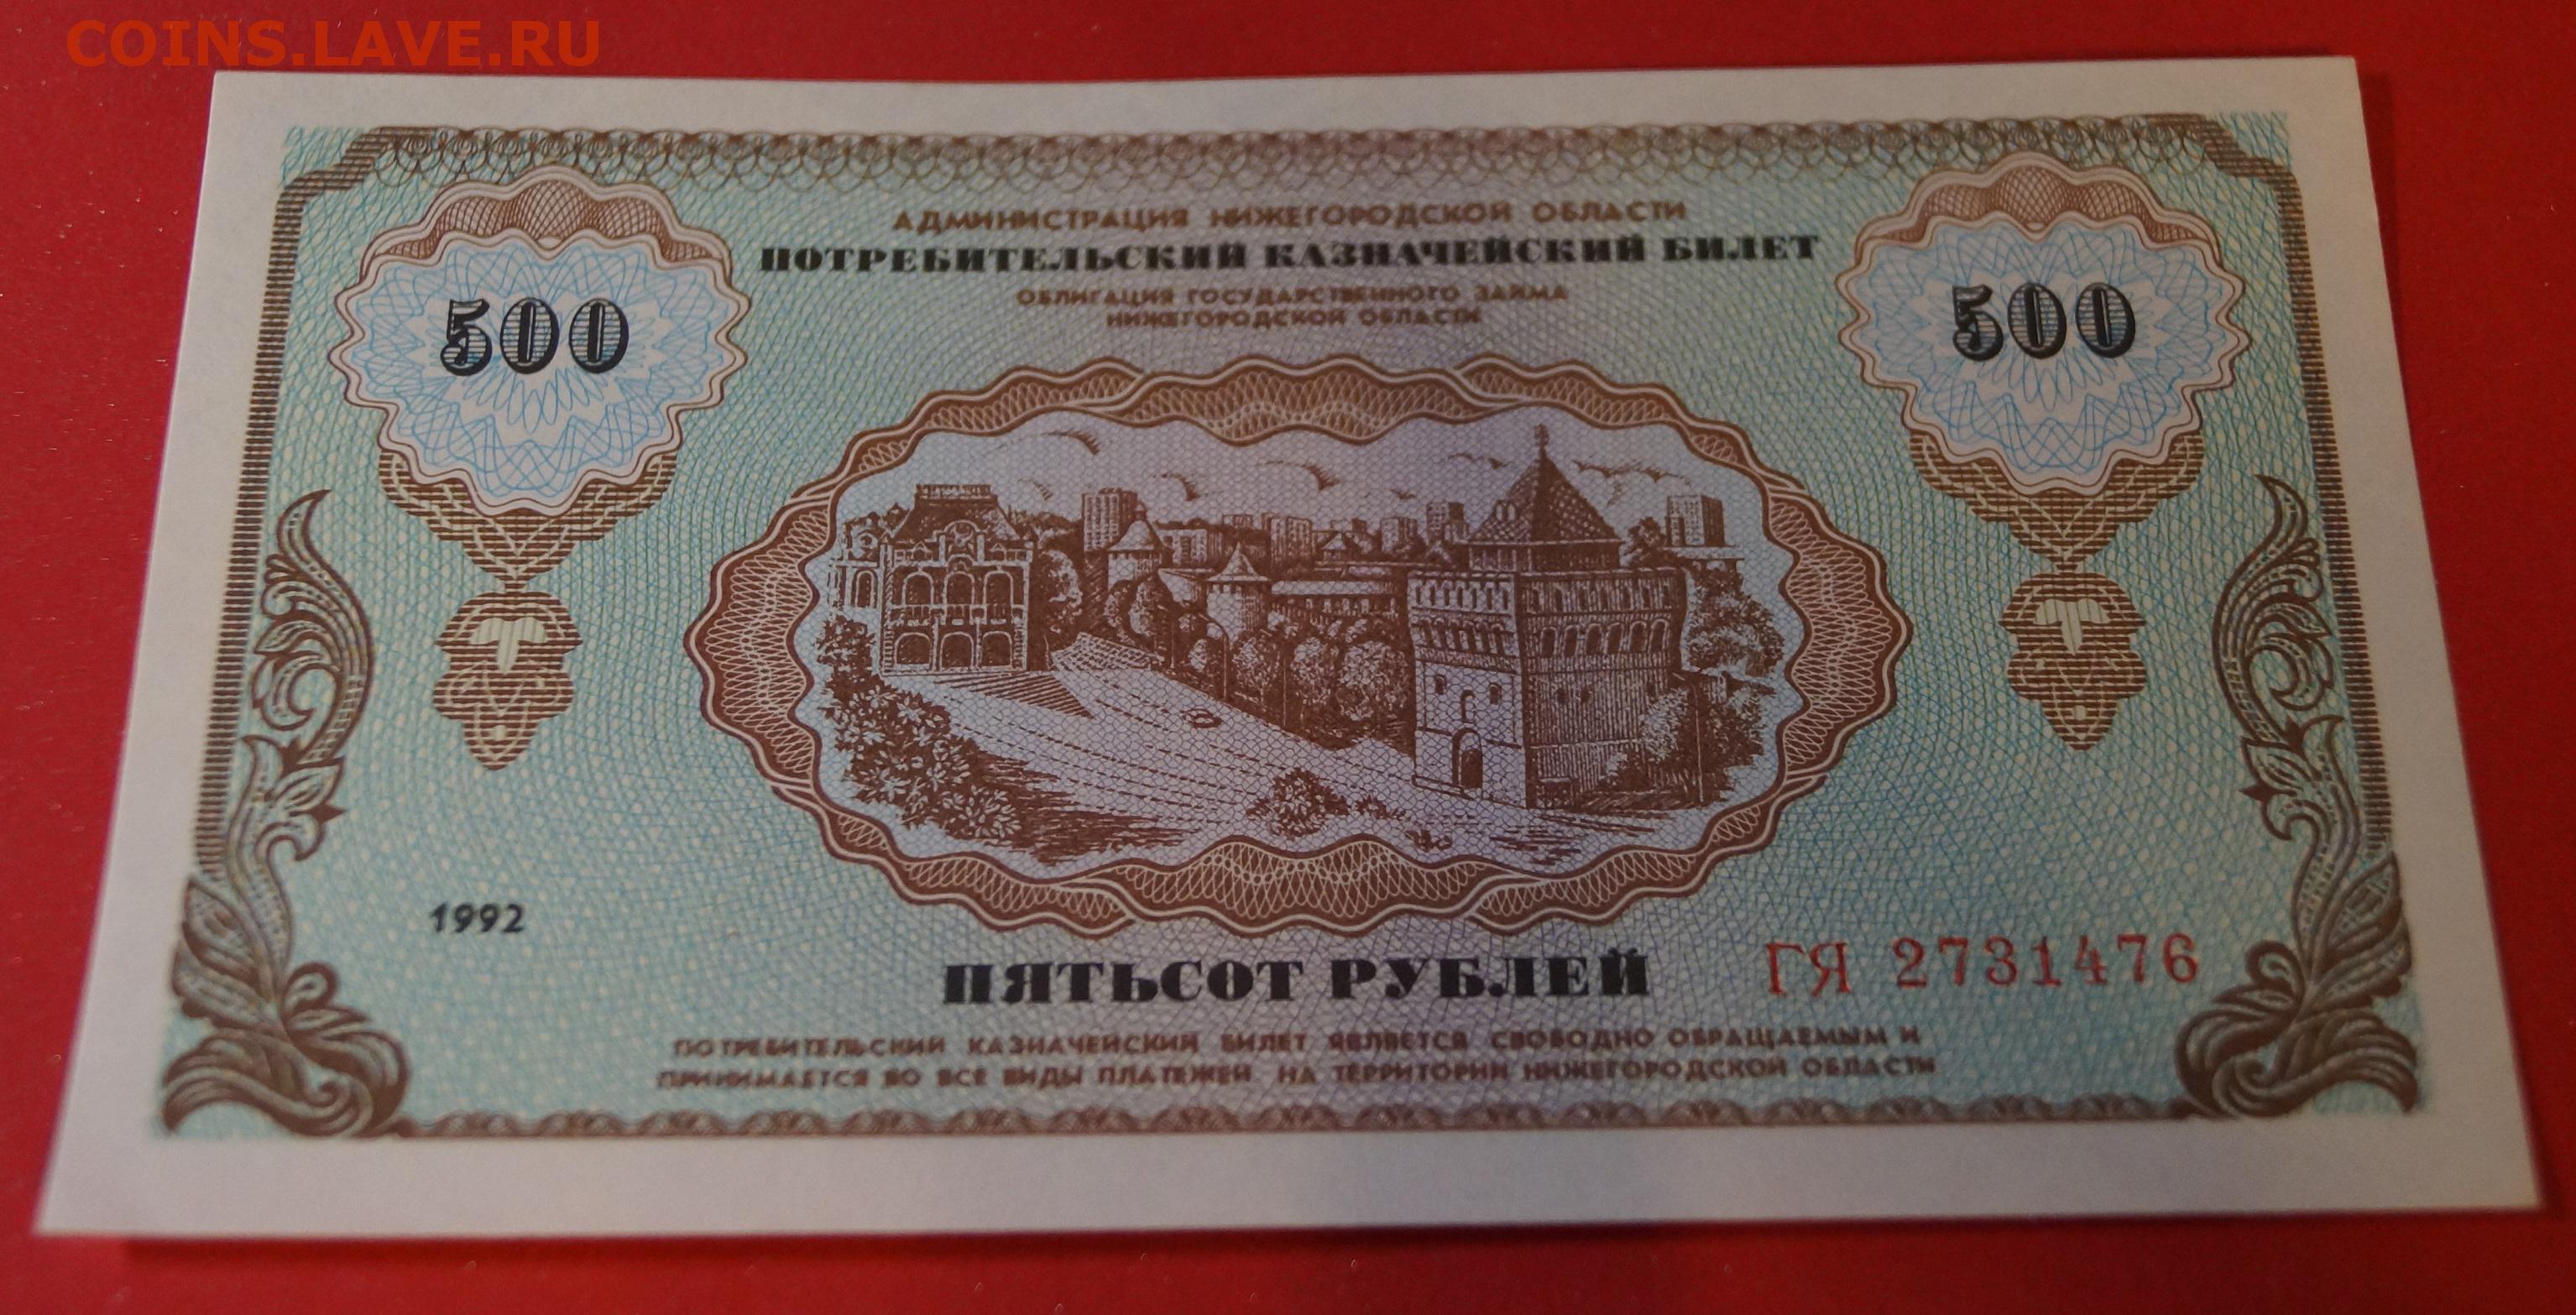 COINS.LAVE.RU
АДМИНИСТРАЦИЯ НИЖЕГОРОДСКОЙ ОБЛАСТИ
ПОТРЕБИТЕЛЬСКИЙ КАЗНАЧЕЙСКИЙ БИЛЕТ
ОБЛИГАЦИЯ ГОСУДАРСТВЕННОГО ЗАЙМА
НИЖЕГОРОДСКОЙ ОБЛАСТИ
500
500
1992
ПЯТЬСОТ РУБЛЕЙ
ГЯ 2731476
ПОТРЕБИТЕЛЬСКИЙ КАЗНАЧЕЙСКИЙ БИЛЕТ ЯВЛЯЕТСЯ СВОБОДНО ОБРАЩАЕМЫМ И
ПРИНИМАЕТСЯ ВО ВСЕ ВИДЫ ПЛАТЕЖЕЙ НА ТЕРРИТОРИИ НИЖЕГОРОДСКОЙ ОБЛАСТИ